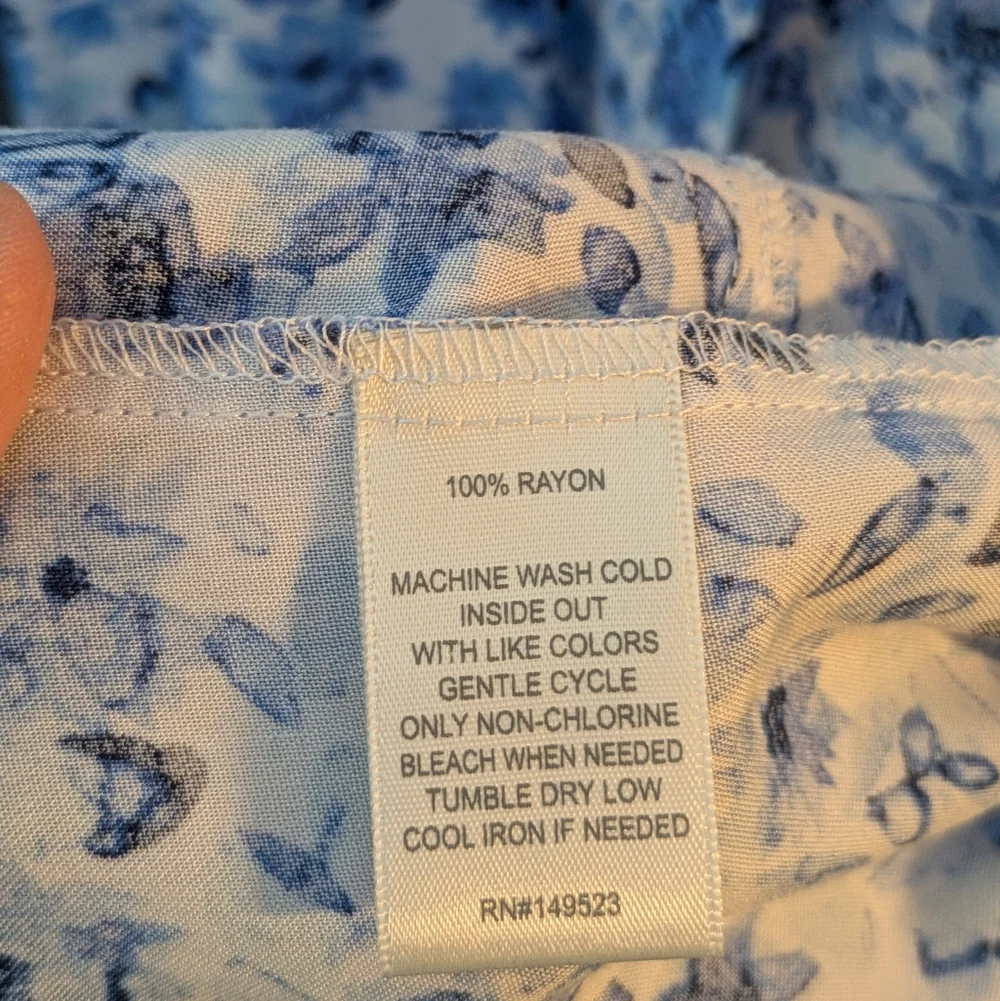 100% RAYON
MACHINE WASH COLD
INSIDE OUT
WITH LIKE COLORS
GENTLE CYCLE
ONLY NON-CHLORINE
BLEACH WHEN NEEDED
TUMBLE DRY LOW
COOL IRON IF NEEDED
RN#149523